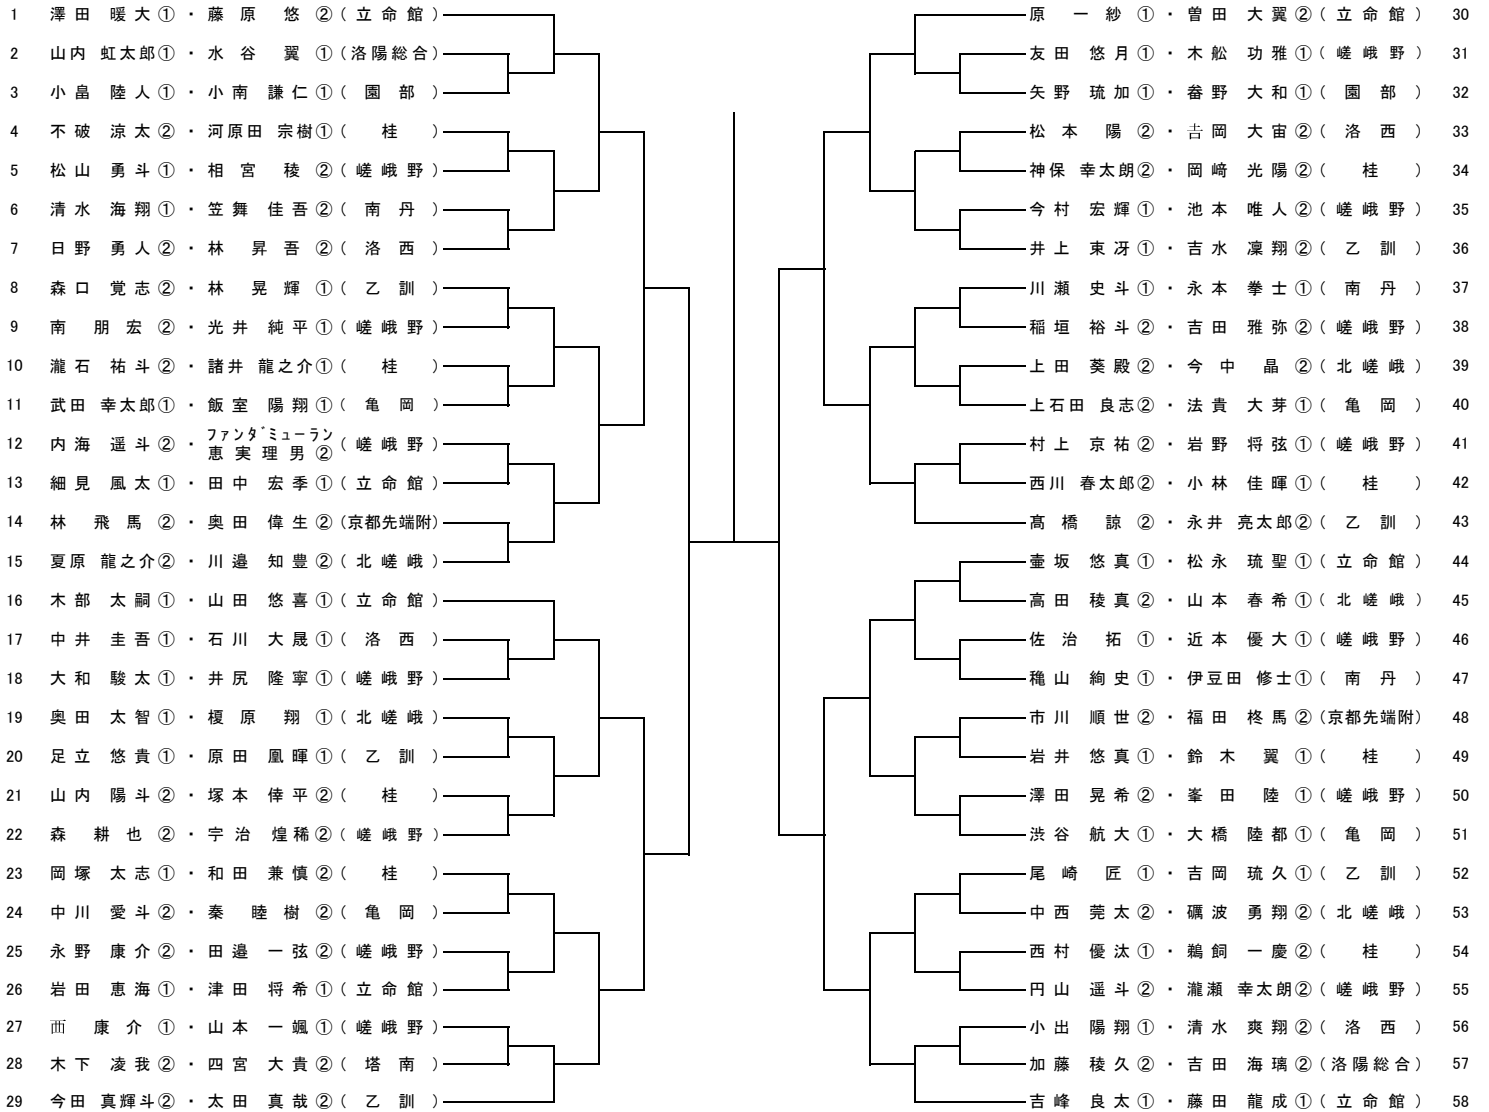 1 澤田 暖大① ・ 藤原 悠② (立命館)
2 山内 虹太郎① ・ 水谷 翼① (洛陽総合)
3 小畠 陸人① ・ 小南 謙仁① (園部)
4 不破 涼太② ・ 河原田 宗樹① (桂)
5 松山 勇斗① ・ 相宮 稜② (嵯峨野)
6 清水 海翔① ・ 笠舞 佳吾② (南丹)
7 日野 勇人② ・ 林 昇吾② (洛西)
8 森口 覚志② ・ 林 晃輝① (乙訓)
9 南 朋宏② ・ 光井 純平① (嵯峨野)
10 瀧石 祐斗② ・ 諸井 龍之介① (桂)
11 武田 幸太郎① ・ 飯室 陽翔① (亀岡)
12 内海 遥斗② ・ ファンダミューラン 恵実理男② (嵯峨野)
13 細見 風太① ・ 田中 宏季① (立命館)
14 林 飛馬② ・ 奥田 偉生② (京都先端附)
15 夏原 龍之介② ・ 川邉 知豊② (北嵯峨)
16 木部 太嗣① ・ 山田 悠喜① (立命館)
17 中井 圭吾① ・ 石川 大晟① (洛西)
18 大和 駿太① ・ 井尻 隆寧① (嵯峨野)
19 奥田 太智① ・ 榎原 翔① (北嵯峨)
20 足立 悠貴① ・ 原田 凰暉① (乙訓)
21 山内 陽斗② ・ 塚本 倖平② (桂)
22 森 耕也② ・ 宇治 煌稀② (嵯峨野)
23 岡塚 太志① ・ 和田 兼慎② (桂)
24 中川 愛斗② ・ 秦 睦樹② (亀岡)
25 永野 康介② ・ 田邉 一弦② (嵯峨野)
26 岩田 恵海① ・ 津田 将希① (立命館)
27 西 康介① ・ 山本 一颯① (嵯峨野)
28 木下 凌我② ・ 四宮 大貴② (塔南)
29 今田 真輝斗② ・ 太田 真哉② (乙訓)
原 一紗① ・ 曽田 大翼② (立命館) 30
友田 悠月① ・ 木舩 功雅① (嵯峨野) 31
矢野 琉加① ・ 番野 大和① (園部) 32
松本 陽② ・ 𠮷岡 大宙② (洛西) 33
神保 幸太朗② ・ 岡﨑 光陽② (桂) 34
今村 宏輝① ・ 池本 唯人② (嵯峨野) 35
井上 束冴① ・ 吉水 凜翔② (乙訓) 36
川瀬 史斗① ・ 永本 拳士① (南丹) 37
稲垣 裕斗② ・ 吉田 雅弥② (嵯峨野) 38
上田 葵殿② ・ 今中 晶② (北嵯峨) 39
上石田 良志② ・ 法貴 大芽① (亀岡) 40
村上 京祐② ・ 岩野 将弦① (嵯峨野) 41
西川 春太郎② ・ 小林 佳暉① (桂) 42
髙橋 諒② ・ 永井 亮太郎② (乙訓) 43
壷坂 悠真① ・ 松永 琉聖① (立命館) 44
高田 稜真② ・ 山本 春希① (北嵯峨) 45
佐治 拓① ・ 近本 優大① (嵯峨野) 46
穐山 絢史① ・ 伊豆田 修士① (南丹) 47
市川 順世② ・ 福田 柊馬② (京都先端附) 48
岩井 悠真① ・ 鈴木 翼① (桂) 49
澤田 晃希② ・ 峯田 陸① (嵯峨野) 50
渋谷 航大① ・ 大橋 陸都① (亀岡) 51
尾崎 匠① ・ 吉岡 琉久① (乙訓) 52
中西 莞太② ・ 礪波 勇翔② (北嵯峨) 53
西村 優汰① ・ 鵜飼 一慶② (桂) 54
円山 遥斗② ・ 瀧瀬 幸太朗② (嵯峨野) 55
小出 陽翔① ・ 清水 爽翔② (洛西) 56
加藤 稜久② ・ 吉田 海璃② (洛陽総合) 57
吉峰 良太① ・ 藤田 龍成① (立命館) 58